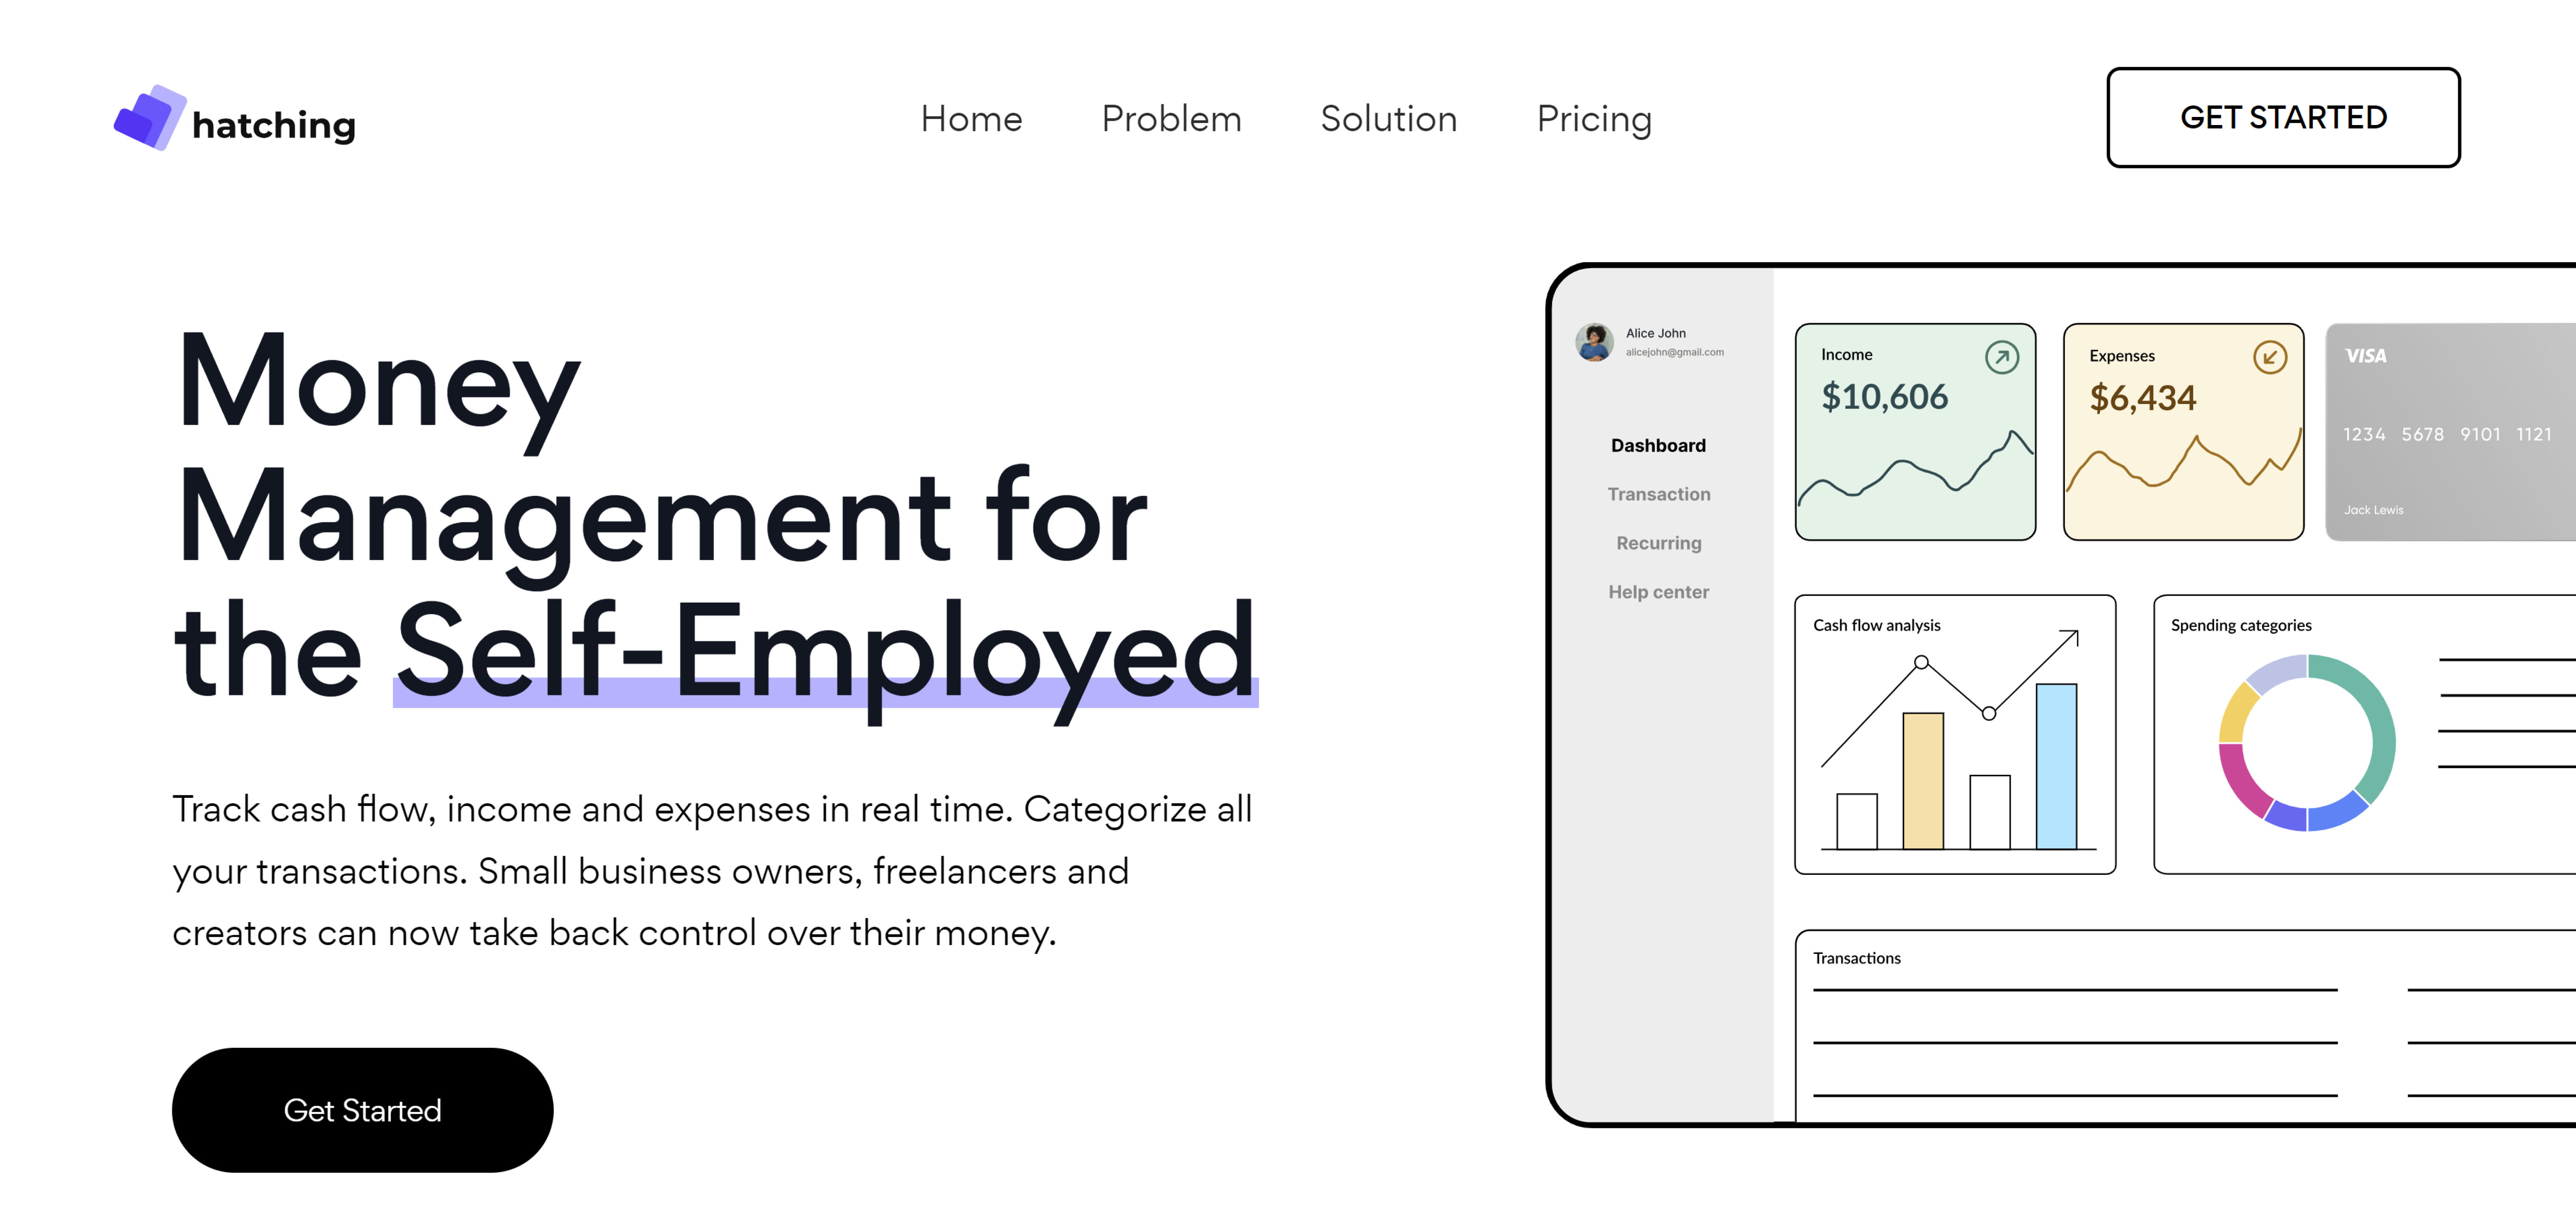 hatching
Home
Problem
Solution
Pricing
GET STARTED
Money
Management for
the Self-Employed
Track cash flow, income and expenses in real time. Categorize all
your transactions. Small business owners, freelancers and
creators can now take back control over their money.
Get Started
Alice John
alicejohn@gmail.com
Dashboard
Transaction
Recurring
Help center
Income
$10,606
Expenses
$6,434
VISA
1234 5678 9101 1121
Jack Lewis
Cash flow analysis
Spending categories
Transactions